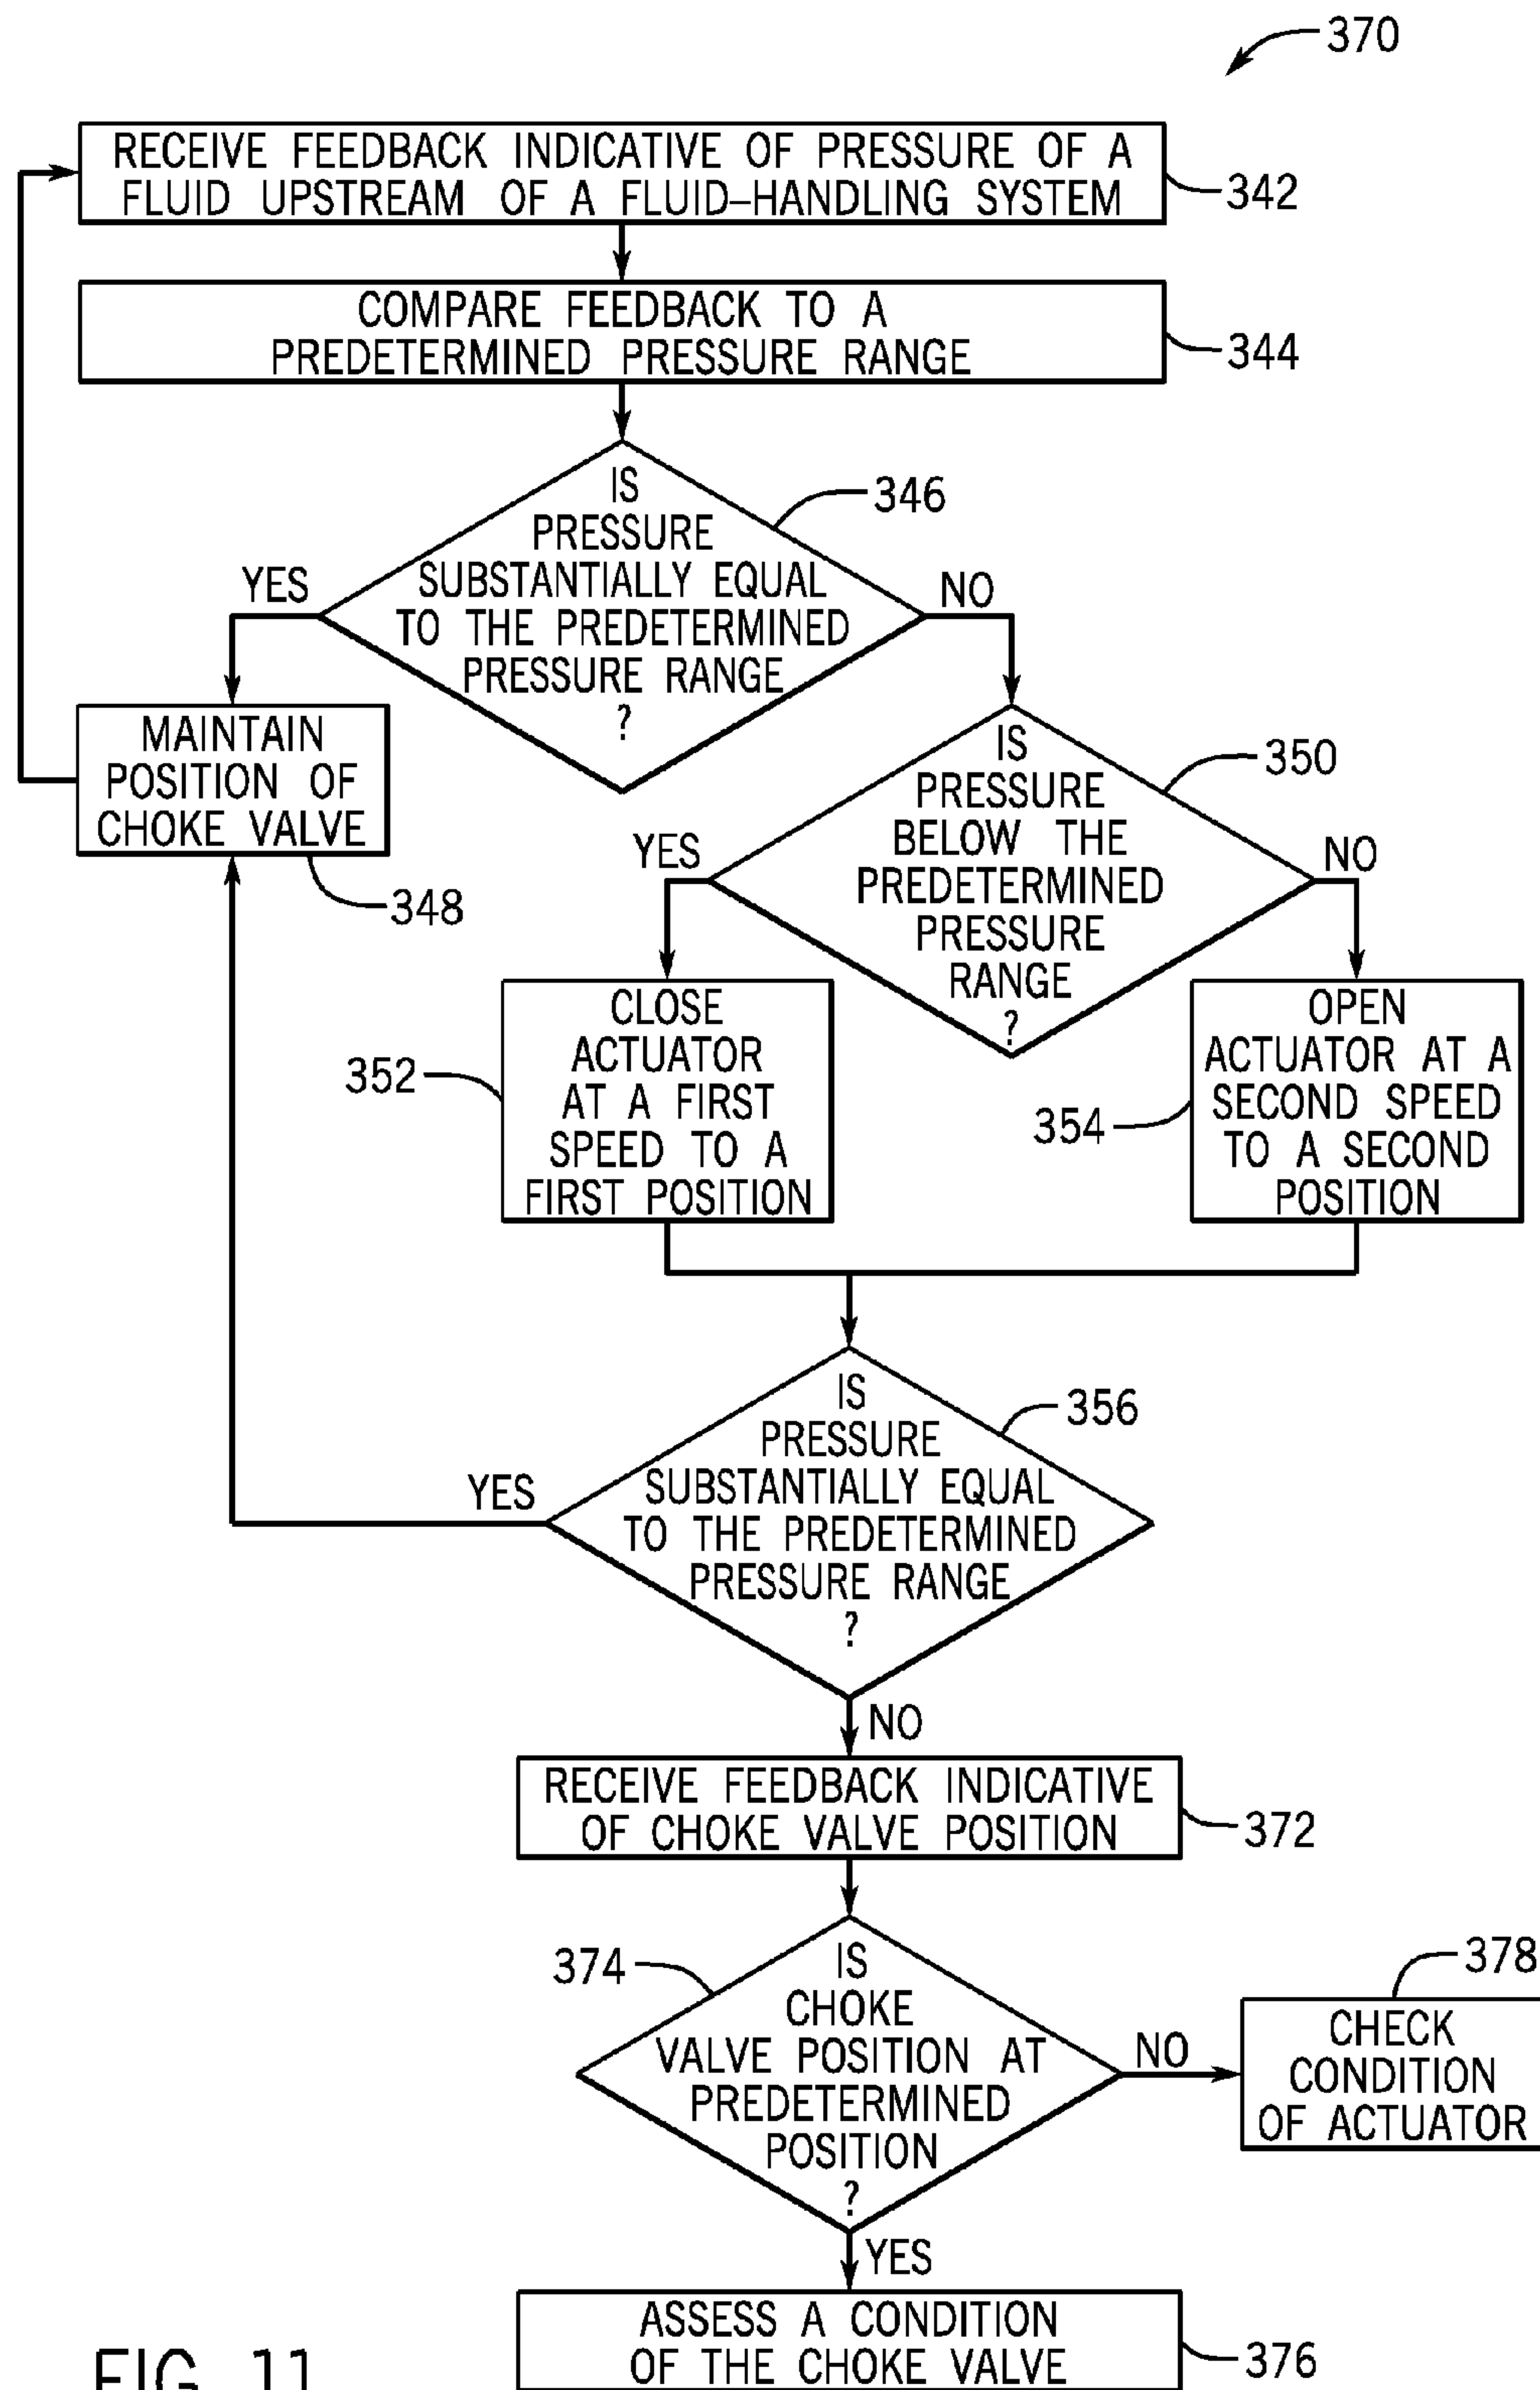 370
RECEIVE FEEDBACK INDICATIVE OF PRESSURE OF A
FLUID UPSTREAM OF A FLUID–HANDLING SYSTEM
342
COMPARE FEEDBACK TO A
PREDETERMINED PRESSURE RANGE
344
IS
PRESSURE
SUBSTANTIALLY EQUAL
TO THE PREDETERMINED
PRESSURE RANGE
?
346
YES
NO
MAINTAIN
POSITION OF
CHOKE VALVE
348
IS
PRESSURE
BELOW THE
PREDETERMINED
PRESSURE
RANGE
?
350
YES
NO
CLOSE
ACTUATOR
AT A FIRST
SPEED TO A
FIRST POSITION
352
OPEN
ACTUATOR AT A
SECOND SPEED
TO A SECOND
POSITION
354
IS
PRESSURE
SUBSTANTIALLY EQUAL
TO THE PREDETERMINED
PRESSURE RANGE
?
356
YES
NO
RECEIVE FEEDBACK INDICATIVE
OF CHOKE VALVE POSITION
372
IS
CHOKE
VALVE POSITION AT
PREDETERMINED
POSITION
?
374
NO
CHECK
CONDITION
OF ACTUATOR
378
YES
ASSESS A CONDITION
OF THE CHOKE VALVE
376
FIG. 11